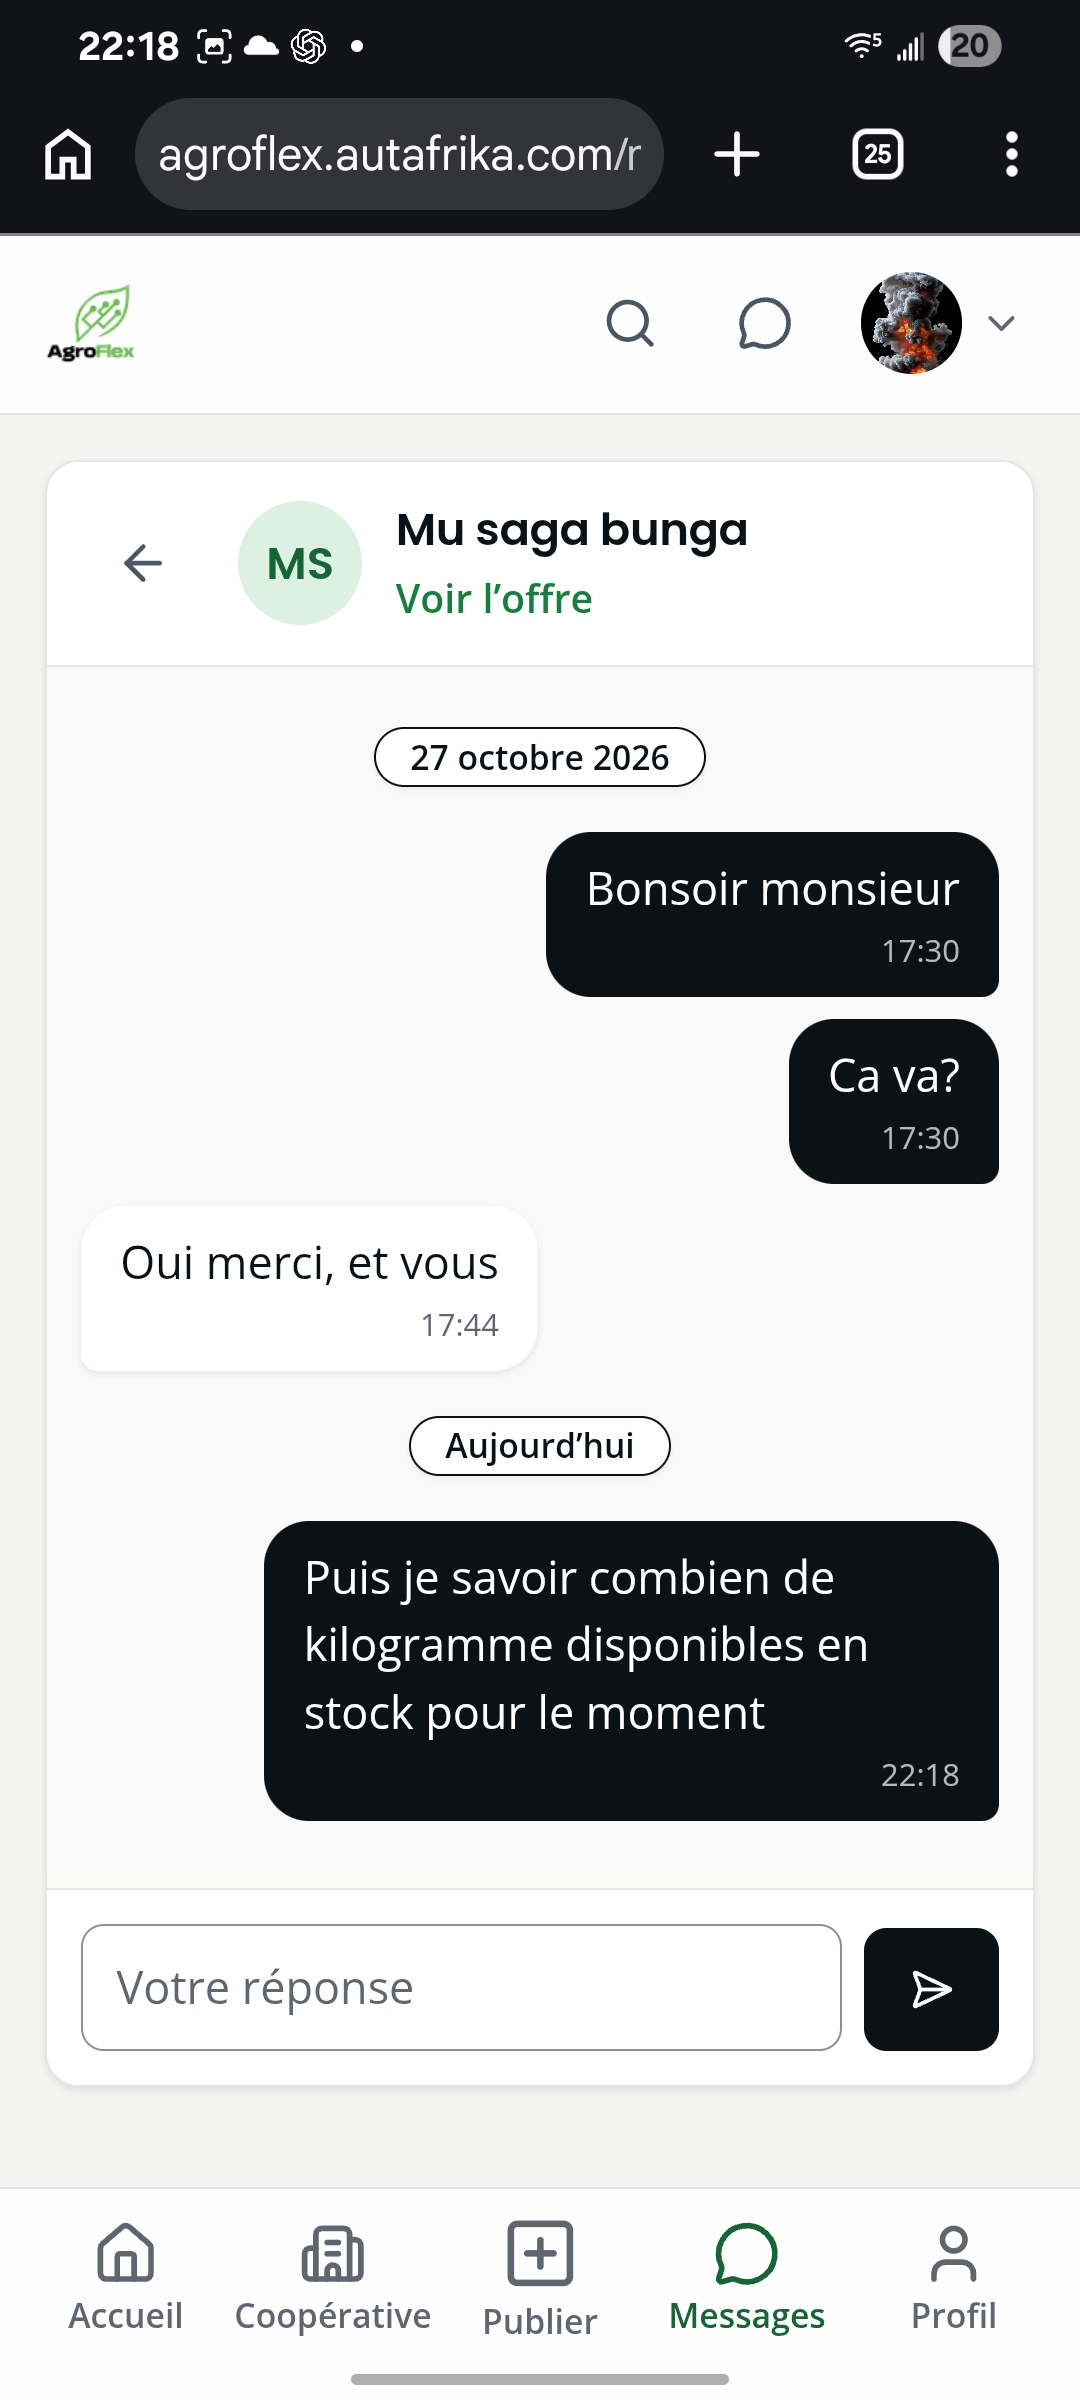 22:18
5
20
agroflex.autafrika.com/r
25
AgroFlex
MS
Mu saga bunga
Voir l’offre
27 octobre 2026
Bonsoir monsieur
17:30
Ca va?
17:30
Oui merci, et vous
17:44
Aujourd’hui
Puis je savoir combien de
kilogramme disponibles en
stock pour le moment
22:18
Votre réponse
Accueil
Coopérative
Publier
Messages
Profil